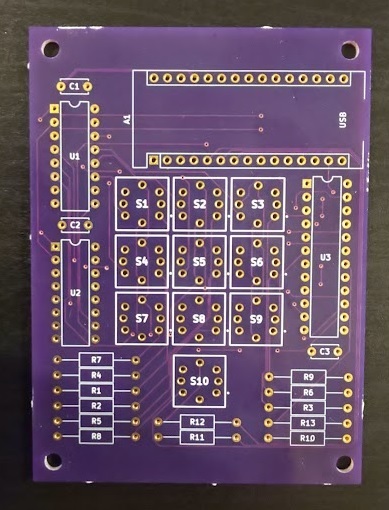 C1
A1
USB
U1
S1 S2 S3
C2
S4 S5 S6
U3
U2
S7 S8 S9
C3
R7
R4
R1
R2
R5
R8
S10
R12
R11
R9
R6
R3
R13
R10